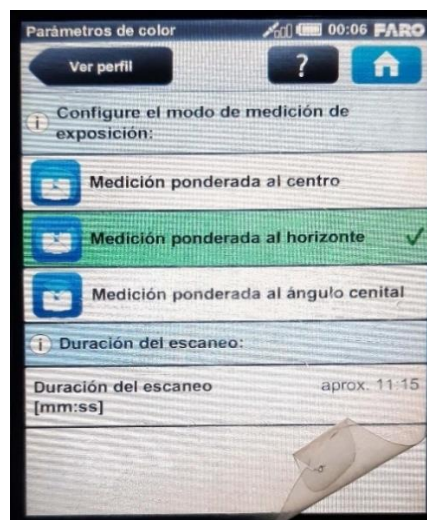 Parámetros de color 00:06 FARO
Ver perfil ?
i Configure el modo de medición de
exposición:
Medición ponderada al centro
Medición ponderada al horizonte ✓
Medición ponderada al ángulo cenital
i Duración del escaneo:
Duración del escaneo aprox. 11:15
[mm:ss]